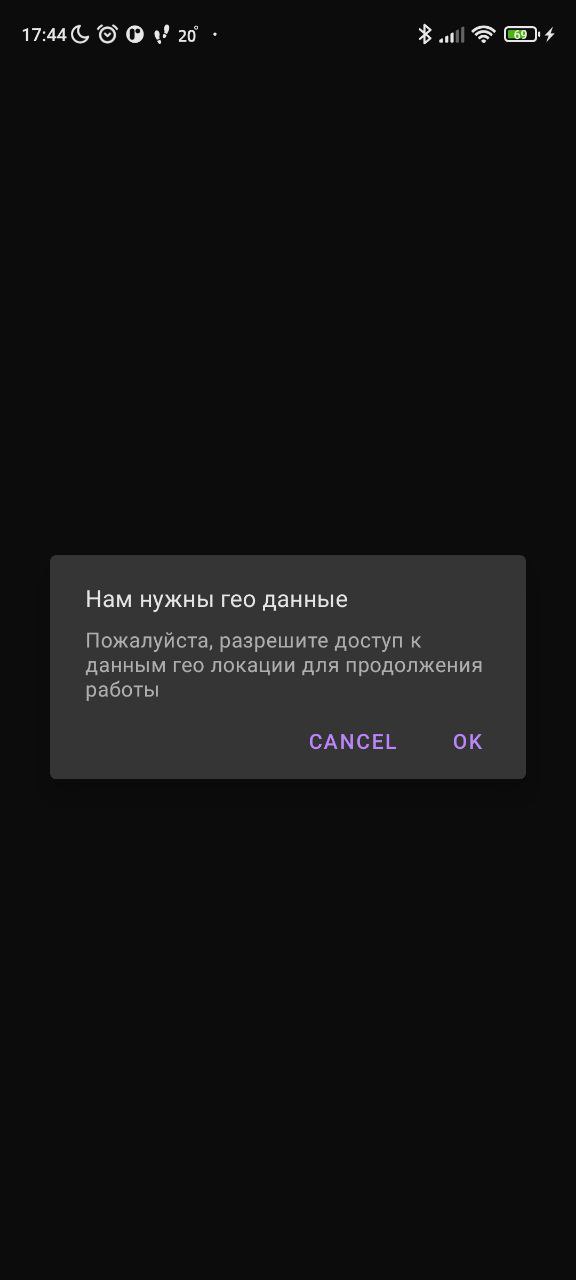 17:44 20°
69
Нам нужны гео данные
Пожалуйста, разрешите доступ к
данным гео локации для продолжения
работы
CANCEL OK